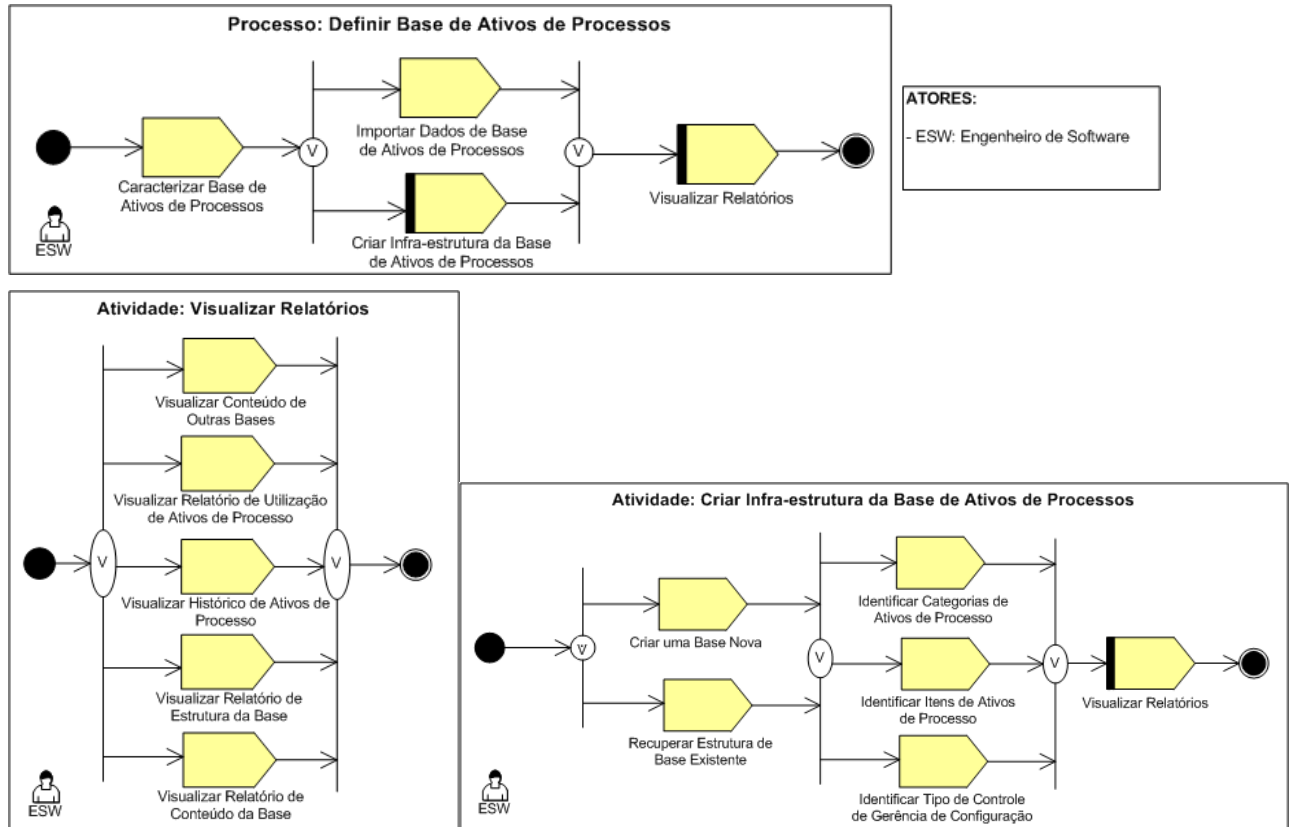 Processo: Definir Base de Ativos de Processos
V
Importar Dados de Base
de Ativos de Processos
V
Caracterizar Base de
Ativos de Processos
Criar Infra-estrutura da Base
de Ativos de Processos
Visualizar Relatórios
ESW
ATORES:
- ESW: Engenheiro de Software
Atividade: Visualizar Relatórios
Visualizar Conteúdo de
Outras Bases
Visualizar Relatório de Utilização
de Ativos de Processo
V
V
Visualizar Histórico de Ativos de
Processo
Visualizar Relatório de
Estrutura da Base
Visualizar Relatório de
Conteúdo da Base
ESW
Atividade: Criar Infra-estrutura da Base de Ativos de Processos
V
Criar uma Base Nova
Recuperar Estrutura de
Base Existente
V
Identificar Categorias de
Ativos de Processo
Identificar Itens de Ativos
de Processo
Identificar Tipo de Controle
de Gerência de Configuração
V
Visualizar Relatórios
ESW